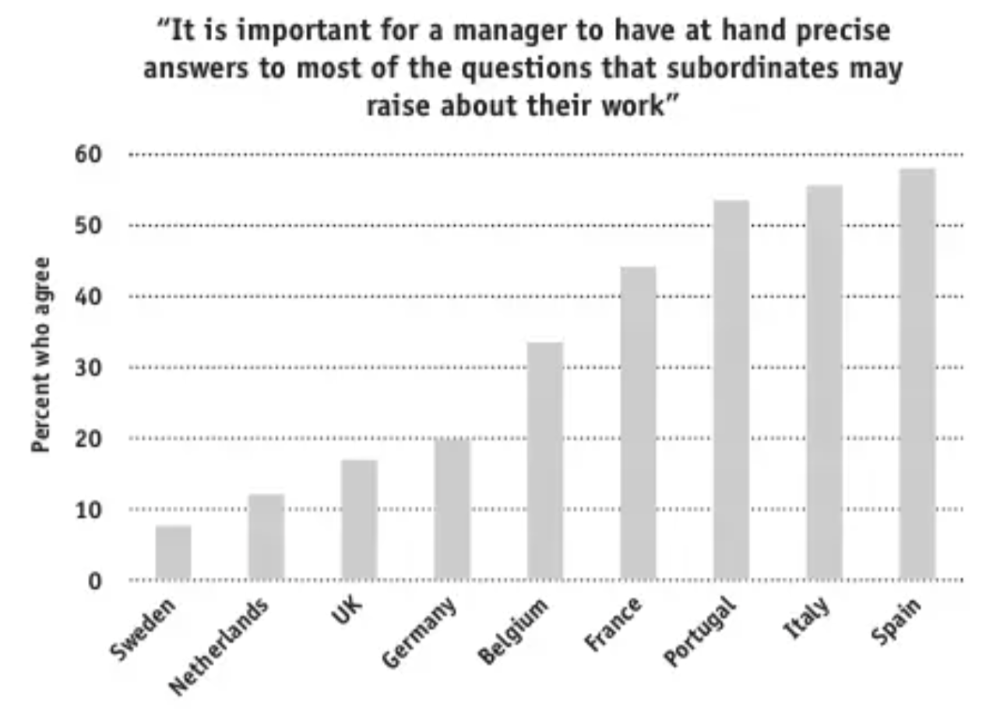 “It is important for a manager to have at hand precise
answers to most of the questions that subordinates may
raise about their work”
60
50
40
30
20
10
0
Percent who agree
Sweden
Netherlands
UK
Germany
Belgium
France
Portugal
Italy
Spain